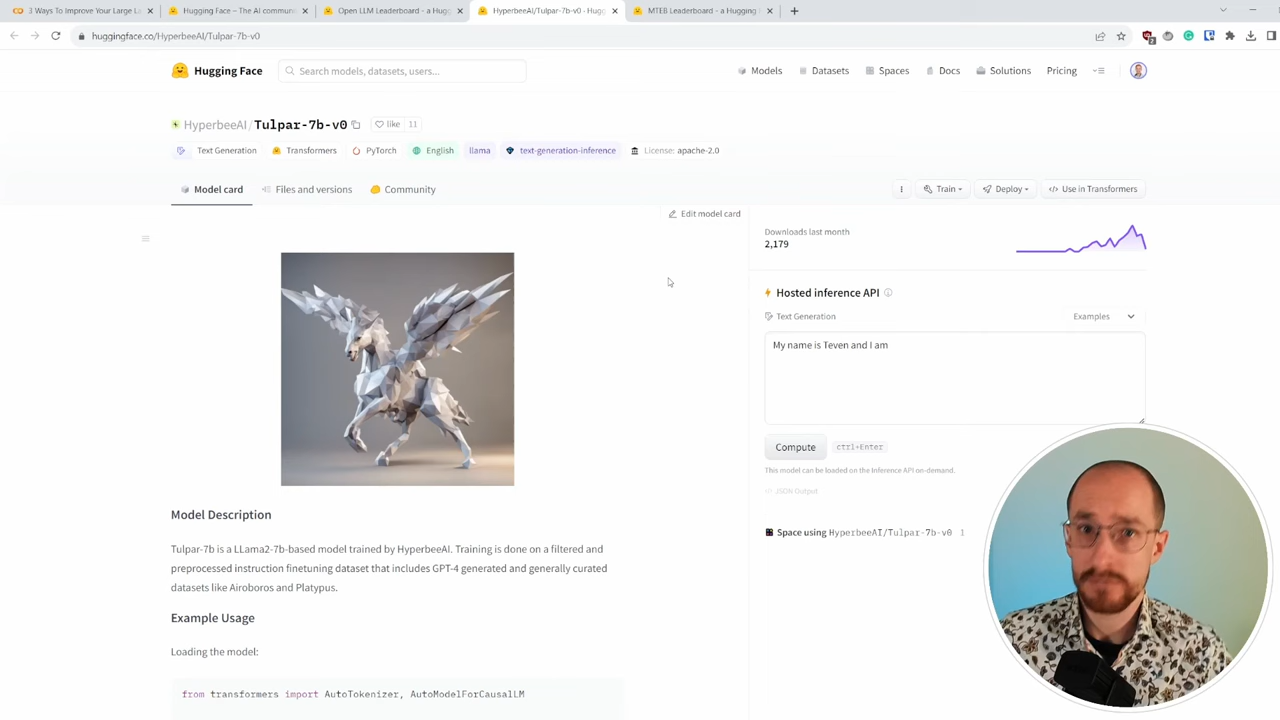 3 Ways To Improve Your Large L
Hugging Face – The AI commun
Open LLM Leaderboard - a Hugg
HyperbeeAI/Tulpar-7b-v0 · Hugg
MTEB Leaderboard - a Hugging F
huggingface.co/HyperbeeAI/Tulpar-7b-v0
2
Hugging Face
Search models, datasets, users...
Models
Datasets
Spaces
Docs
Solutions
Pricing
HyperbeeAI/Tulpar-7b-v0
like 11
Text Generation
Transformers
PyTorch
English
llama
text-generation-inference
License: apache-2.0
Model card
Files and versions
Community
Train
Deploy
</> Use in Transformers
Edit model card
Downloads last month
2,179
Hosted inference API
Text Generation
Examples
My name is Teven and I am
Compute
ctrl+Enter
This model can be loaded on the Inference API on-demand.
</> JSON Output
Space using HyperbeeAI/Tulpar-7b-v0 1
Model Description
Tulpar-7b is a LLama2-7b-based model trained by HyperbeeAI. Training is done on a filtered and
preprocessed instruction finetuning dataset that includes GPT-4 generated and generally curated
datasets like Airoboros and Platypus.
Example Usage
Loading the model:
from transformers import AutoTokenizer, AutoModelForCausalLM